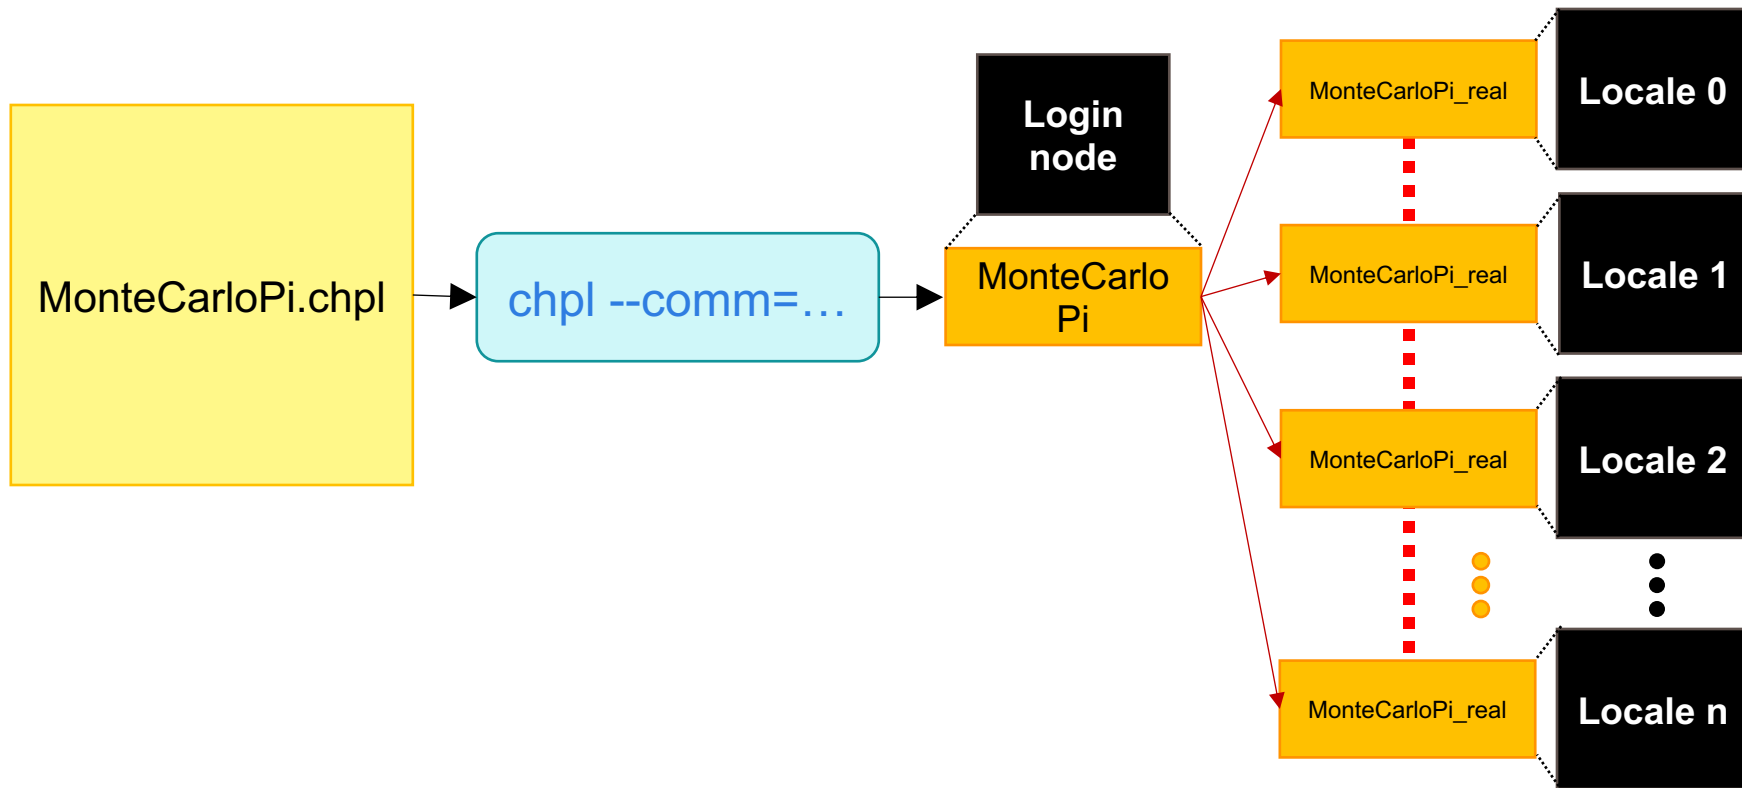 MonteCarloPi.chpl
chpl --comm=…
Login
node
MonteCarlo
Pi
MonteCarloPi_real
Locale 0
MonteCarloPi_real
Locale 1
MonteCarloPi_real
Locale 2
MonteCarloPi_real
Locale n